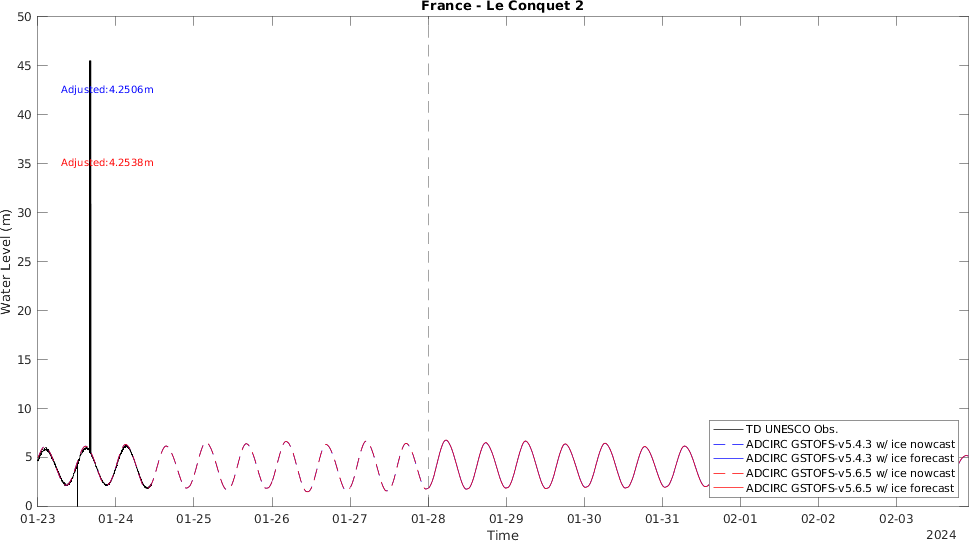 France - Le Conquet 2
50
45
40
35
30
25
20
15
10
5
0
Water Level (m)
Adjusted:4.2506m
Adjusted:4.2538m
TD UNESCO Obs.
ADCIRC GSTOFS-v5.4.3 w/ ice nowcast
ADCIRC GSTOFS-v5.4.3 w/ ice forecast
ADCIRC GSTOFS-v5.6.5 w/ ice nowcast
ADCIRC GSTOFS-v5.6.5 w/ ice forecast
01-23 01-24 01-25 01-26 01-27 01-28 01-29 01-30 01-31 02-01 02-02 02-03
Time
2024